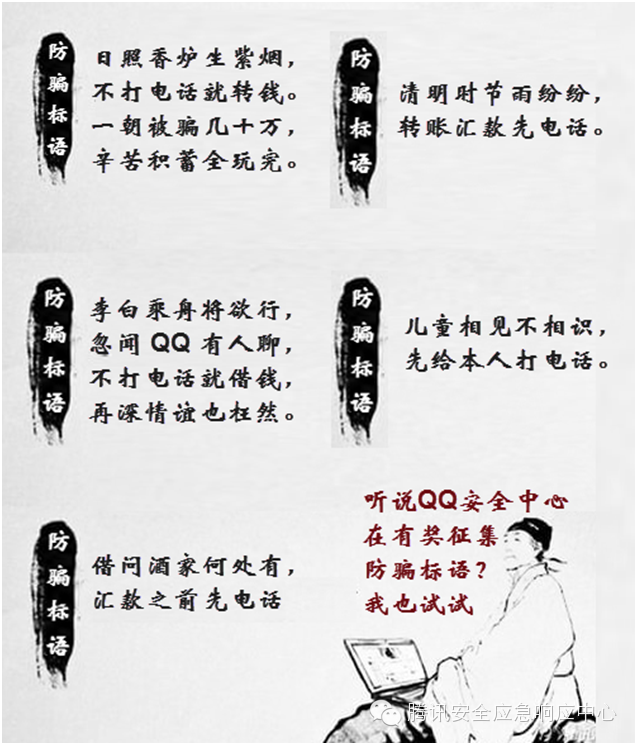 防骗标语
日照香炉生紫烟，
不打电话就转钱。
一朝被骗几十万，
辛苦积蓄全玩完。
防骗标语
清明时节雨纷纷，
转账汇款先电话。
防骗标语
李白乘舟将欲行，
忽闻 QQ 有人聊，
不打电话就借钱，
再深情谊也枉然。
防骗标语
儿童相见不相识，
先给本人打电话。
防骗标语
借问酒家何处有，
汇款之前先电话
听说QQ安全中心
在有奖征集
防骗标语？
我也试试
腾讯安全应急响应中心